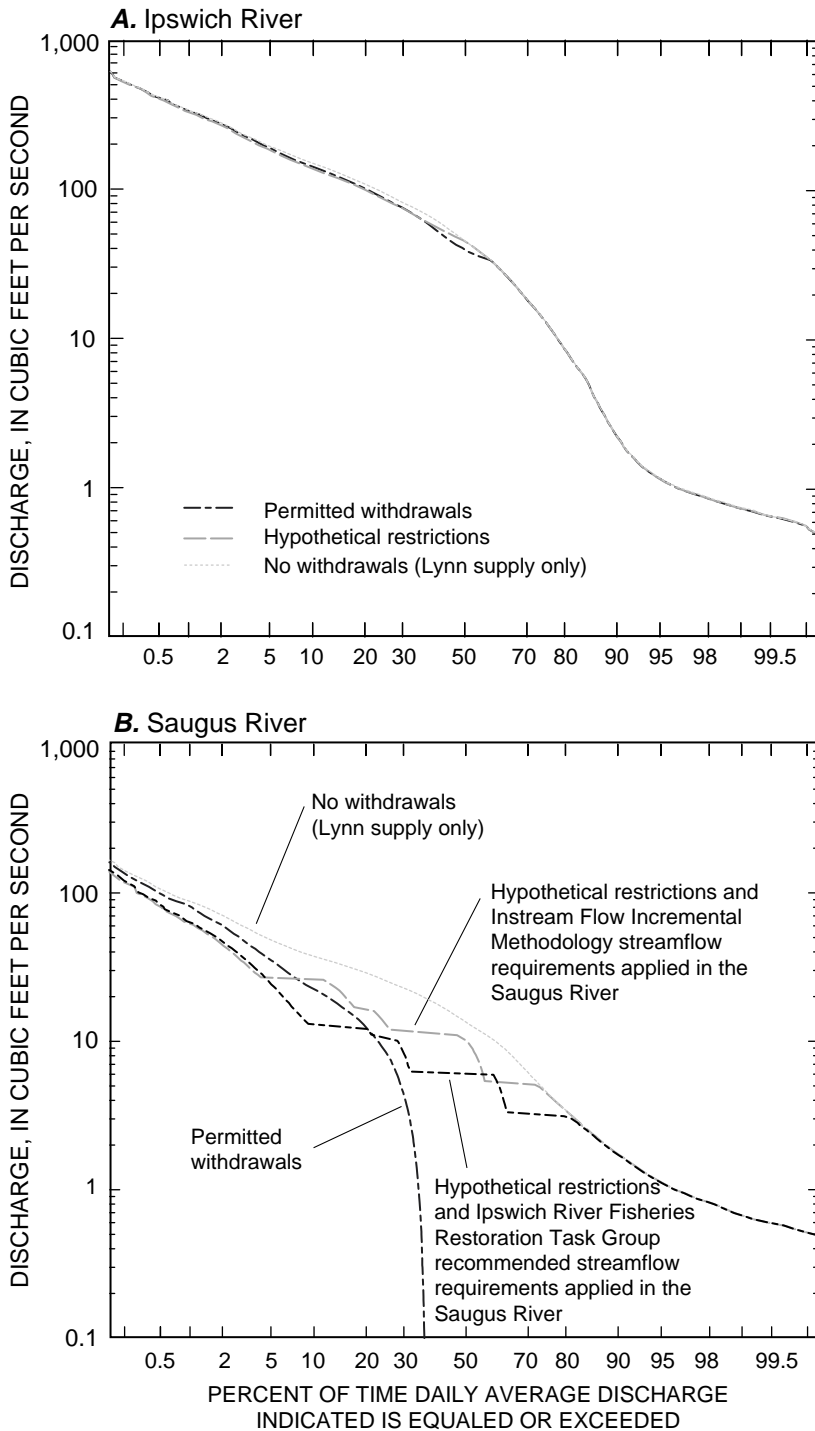 A. Ipswich River
1,000
100
10
1
0.1
DISCHARGE, IN CUBIC FEET PER SECOND
Permitted withdrawals
Hypothetical restrictions
No withdrawals (Lynn supply only)
0.5 2 5 10 20 30 50 70 80 90 95 98 99.5
B. Saugus River
1,000
100
10
1
0.1
DISCHARGE, IN CUBIC FEET PER SECOND
No withdrawals
(Lynn supply only)
Hypothetical restrictions and
Instream Flow Incremental
Methodology streamflow
requirements applied in the
Saugus River
Permitted
withdrawals
Hypothetical restrictions
and Ipswich River Fisheries
Restoration Task Group
recommended streamflow
requirements applied in the
Saugus River
0.5 2 5 10 20 30 50 70 80 90 95 98 99.5
PERCENT OF TIME DAILY AVERAGE DISCHARGE
INDICATED IS EQUALED OR EXCEEDED